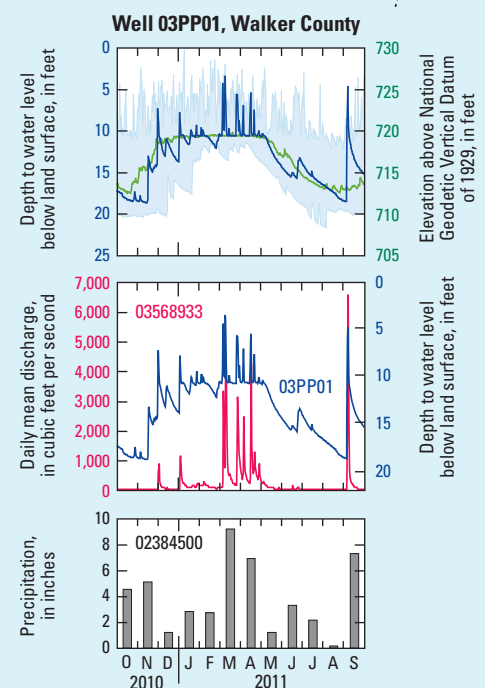 Well 03PP01, Walker County
Depth to water level
below land surface, in feet
0
5
10
15
20
25
730
725
720
715
710
705
Elevation above National
Geodetic Vertical Datum
of 1929, in feet
Daily mean discharge,
in cubic feet per second
7,000
6,000
5,000
4,000
3,000
2,000
1,000
0
03568933
03PP01
0
5
10
15
20
Depth to water level
below land surface, in feet
Precipitation,
in inches
10
8
6
4
2
0
02384500
O N D J F M A M J J A S
2010 2011